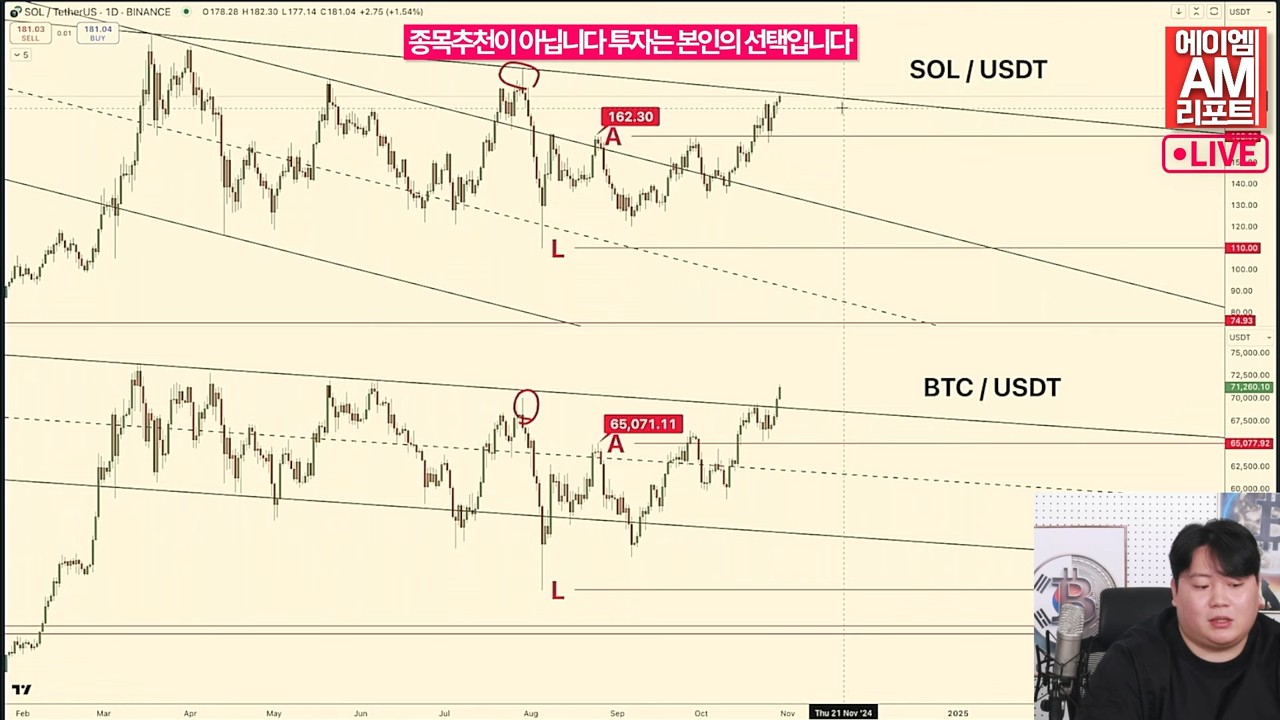 SOL / TetherUS · 1D · BINANCE O178.28 H182.30 L177.14 C181.04 +2.75 (+1.54%)
181.03 SELL 0.01 181.04 BUY
5
종목추천이 아닙니다 투자는 본인의 선택입니다
USDT
에이엠
AM
리포트
LIVE
SOL / USDT
162.30
A
L
150.00
140.00
130.00
120.00
110.00
100.00
90.00
80.00
74.93
USDT
75,000.00
72,500.00
71,260.10
70,000.00
67,500.00
65,077.92
62,500.00
60,000.00
BTC / USDT
65,071.11
A
L
Feb Mar Apr May Jun Jul Aug Sep Oct Nov Thu 21 Nov '24 2025